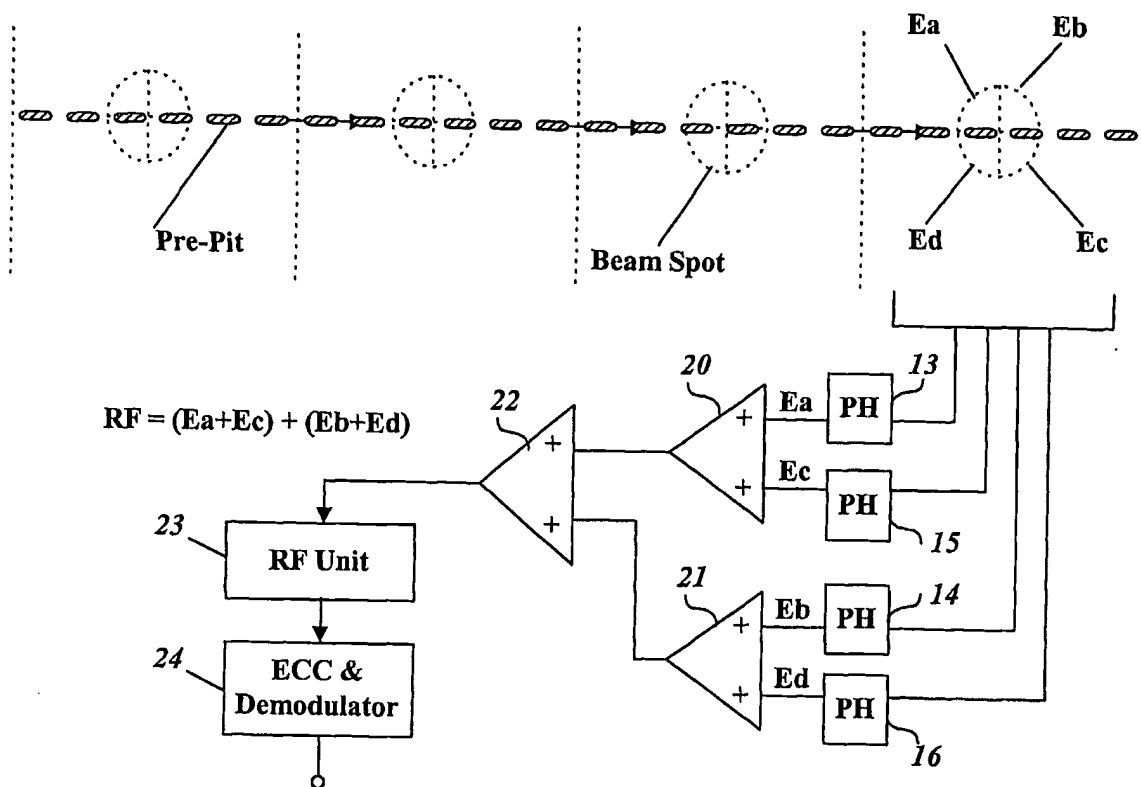 Ea
Eb
Pre-Pit
Beam Spot
Ed
Ec
RF = (Ea+Ec) + (Eb+Ed)
22
+
+
20
+
+
Ea
Ec
13
PH
PH
15
23
RF Unit
21
+
+
Eb
Ed
14
PH
PH
16
24
ECC &
Demodulator